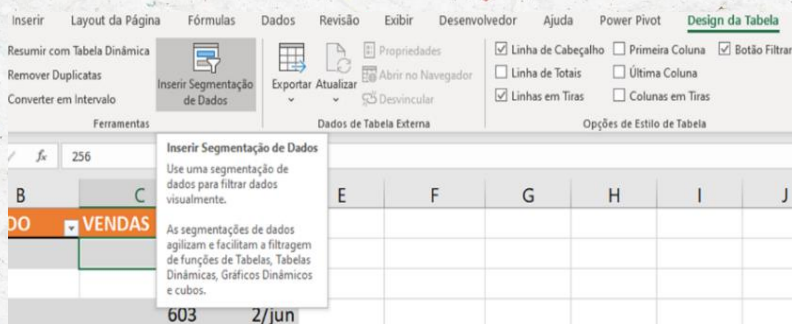 Inserir Layout da Página Fórmulas Dados Revisão Exibir Desenvolvedor Ajuda Power Pivot Design da Tabela
Resumir com Tabela Dinâmica
Remover Duplicatas
Converter em Intervalo
Ferramentas
Inserir Segmentação
de Dados
Exportar Atualizar
Propriedades
Abrir no Navegador
Desvincular
Dados de Tabela Externa
Linha de Cabeçalho Primeira Coluna Botão Filtrar
Linha de Totais Última Coluna
Linhas em Tiras Colunas em Tiras
Opções de Estilo de Tabela
fx 256
Inserir Segmentação de Dados
Use uma segmentação de
dados para filtrar dados
visualmente.
As segmentações de dados
agilizam e facilitam a filtragem
de funções de Tabelas, Tabelas
Dinâmicas, Gráficos Dinâmicos
e cubos.
B C E F G H I J
DO VENDAS
603 2/jun